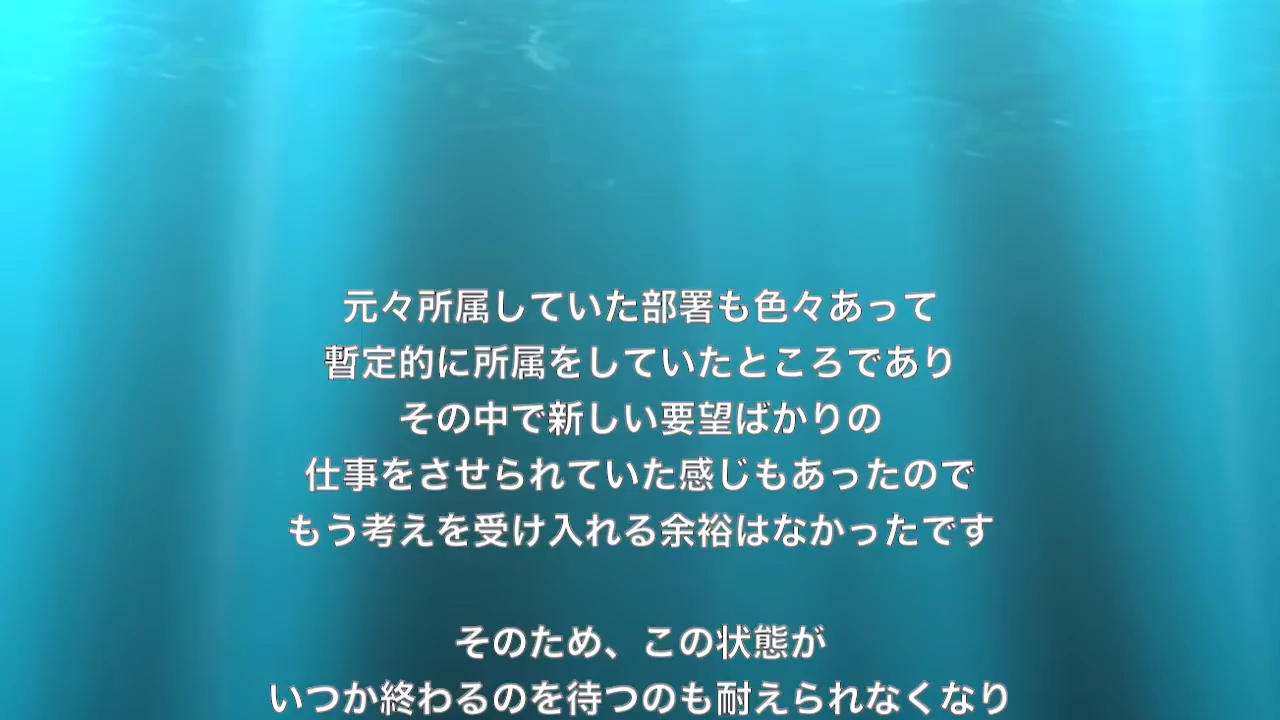 元々所属していた部署も色々あって
暫定的に所属をしていたところであり
その中で新しい要望ばかりの
仕事をさせられていた感じもあったので
もう考えを受け入れる余裕はなかったです
そのため、この状態が
いつか終わるのを待つのも耐えられなくなり